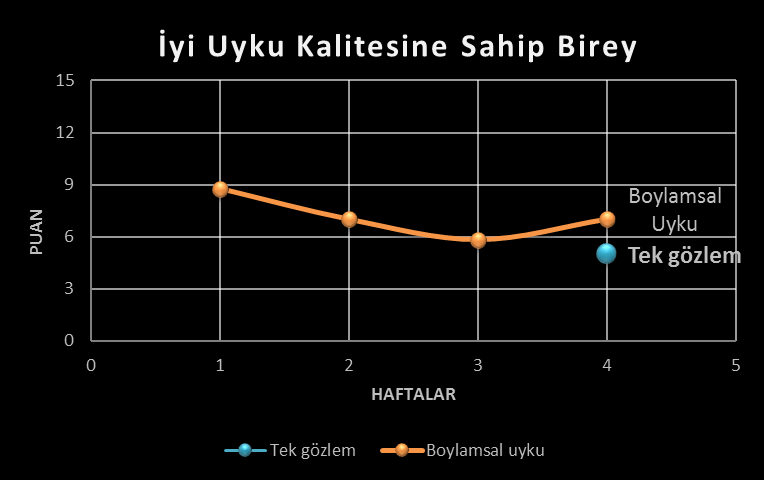 İyi Uyku Kalitesine Sahip Birey
15
12
9
6
3
0
PUAN
Boylamsal
Uyku
Tek gözlem
0 1 2 3 4 5
HAFTALAR
Tek gözlem Boylamsal uyku